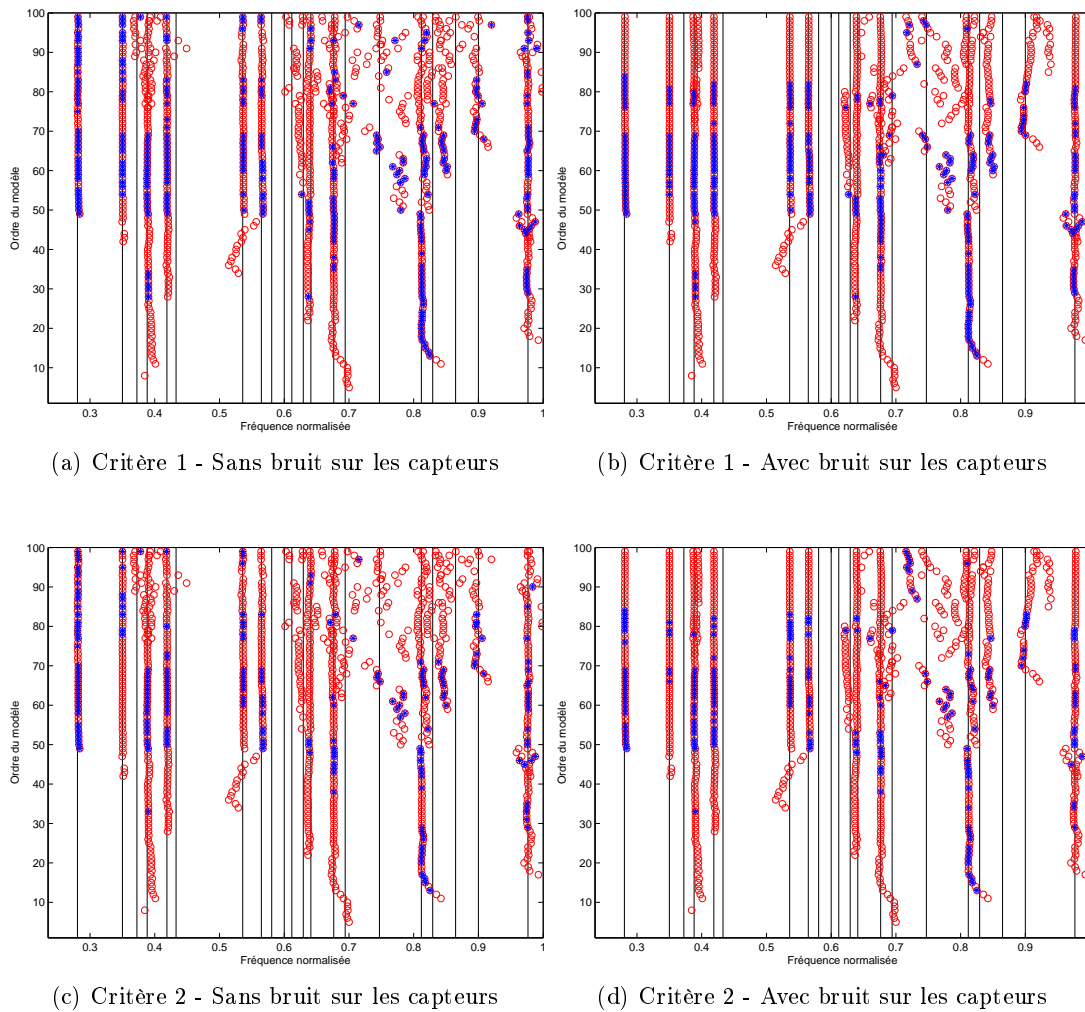 100
90
80
70
60
50
40
30
20
10
Ordre du modèle
0.3 0.4 0.5 0.6 0.7 0.8 0.9 1
Fréquence normalisée
(a) Critère 1 - Sans bruit sur les capteurs
100
90
80
70
60
50
40
30
20
10
Ordre du modèle
0.3 0.4 0.5 0.6 0.7 0.8 0.9
Fréquence normalisée
(b) Critère 1 - Avec bruit sur les capteurs
100
90
80
70
60
50
40
30
20
10
Ordre du modèle
0.3 0.4 0.5 0.6 0.7 0.8 0.9 1
Fréquence normalisée
(c) Critère 2 - Sans bruit sur les capteurs
100
90
80
70
60
50
40
30
20
10
Ordre du modèle
0.3 0.4 0.5 0.6 0.7 0.8 0.9
Fréquence normalisée
(d) Critère 2 - Avec bruit sur les capteurs